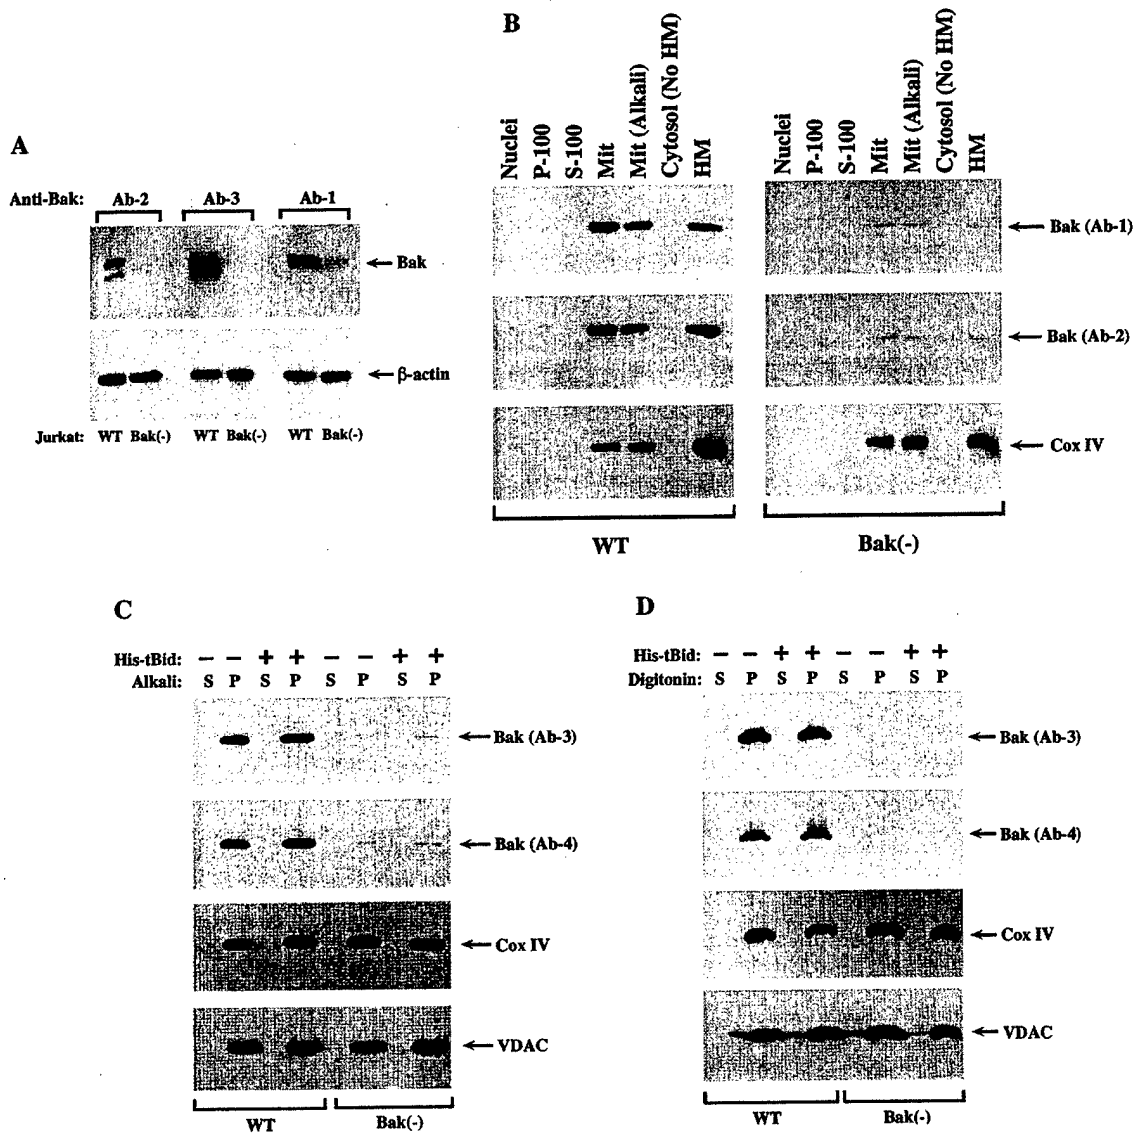 A
Anti-Bak: Ab-2 Ab-3 Ab-1
← Bak
← β-actin
Jurkat: WT Bak(-) WT Bak(-) WT Bak(-)
B
Nuclei P-100 S-100 Mit Mit (Alkali) Cytosol (No HM) HM
Nuclei P-100 S-100 Mit Mit (Alkali) Cytosol (No HM) HM
← Bak (Ab-1)
← Bak (Ab-2)
← Cox IV
WT Bak(-)
C
His-tBid: − − + + − − + +
Alkali: S P S P S P S P
← Bak (Ab-3)
← Bak (Ab-4)
← Cox IV
← VDAC
WT Bak(-)
D
His-tBid: − − + + − − + +
Digitonin: S P S P S P S P
← Bak (Ab-3)
← Bak (Ab-4)
← Cox IV
← VDAC
WT Bak(-)